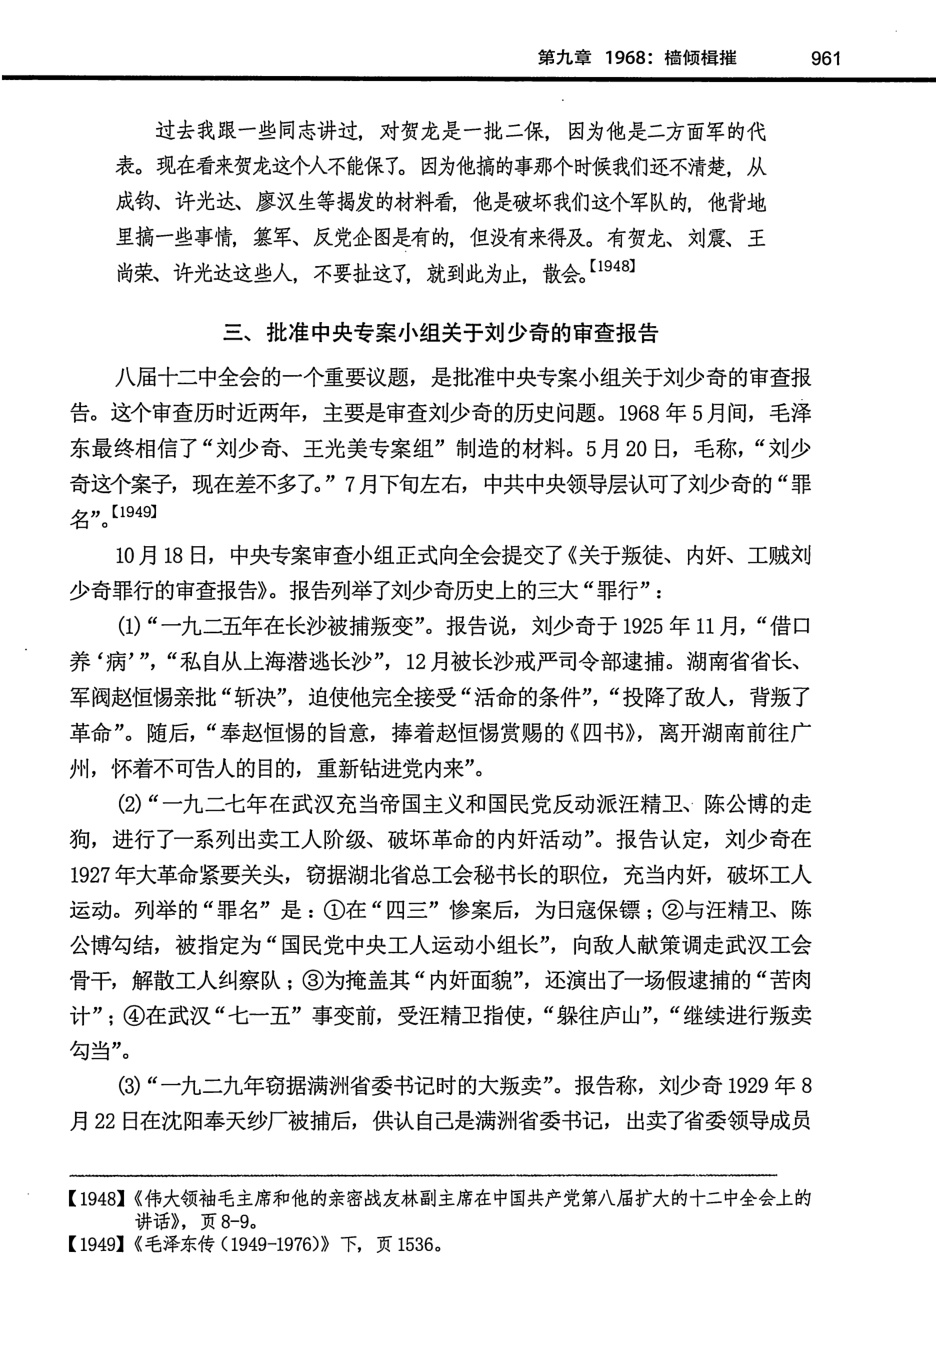 第九章 1968：檣倾楫摧 961
过去我跟一些同志讲过，对贺龙是一批二保，因为他是二方面军的代
表。现在看来贺龙这个人不能保了。因为他搞的事那个时候我们还不清楚，从
成钧、许光达、廖汉生等揭发的材料看，他是破坏我们这个军队的，他背地
里搞一些事情，篡军、反党企图是有的，但没有来得及。有贺龙、刘震、王
尚荣、许光达这些人，不要扯这了，就到此为止，散会。【1948】
三、批准中央专案小组关于刘少奇的审查报告
八届十二中全会的一个重要议题，是批准中央专案小组关于刘少奇的审查报
告。这个审查历时近两年，主要是审查刘少奇的历史问题。1968 年 5 月间，毛泽
东最终相信了“刘少奇、王光美专案组”制造的材料。5 月 20 日，毛称，“刘少
奇这个案子，现在差不多了。”7 月下旬左右，中共中央领导层认可了刘少奇的“罪
名”。【1949】
10 月 18 日，中央专案审查小组正式向全会提交了《关于叛徒、内奸、工贼刘
少奇罪行的审查报告》。报告列举了刘少奇历史上的三大“罪行”：
(1)“一九二五年在长沙被捕叛变”。报告说，刘少奇于 1925 年 11 月，“借口
养‘病’”，“私自从上海潜逃长沙”，12 月被长沙戒严司令部逮捕。湖南省省长、
军阀赵恒惕亲批“斩决”，迫使他完全接受“活命的条件”，“投降了敌人，背叛了
革命”。随后，“奉赵恒惕的旨意，捧着赵恒惕赏赐的《四书》，离开湖南前往广
州，怀着不可告人的目的，重新钻进党内来”。
(2)“一九二七年在武汉充当帝国主义和国民党反动派汪精卫、陈公博的走
狗，进行了一系列出卖工人阶级、破坏革命的内奸活动”。报告认定，刘少奇在
1927 年大革命紧要关头，窃据湖北省总工会秘书长的职位，充当内奸，破坏工人
运动。列举的“罪名”是：①在“四三”惨案后，为日寇保镖；②与汪精卫、陈
公博勾结，被指定为“国民党中央工人运动小组长”，向敌人献策调走武汉工会
骨干，解散工人纠察队；③为掩盖其“内奸面貌”，还演出了一场假逮捕的“苦肉
计”；④在武汉“七一五”事变前，受汪精卫指使，“躲往庐山”，“继续进行叛卖
勾当”。
(3)“一九二九年窃据满洲省委书记时的大叛卖”。报告称，刘少奇 1929 年 8
月 22 日在沈阳奉天纱厂被捕后，供认自己是满洲省委书记，出卖了省委领导成员
【1948】《伟大领袖毛主席和他的亲密战友林副主席在中国共产党第八届扩大的十二中全会上的
讲话》，页 8-9。
【1949】《毛泽东传（1949-1976）》下，页 1536。